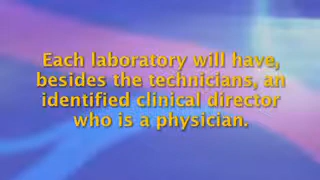 Each laboratory will have,
besides the technicians, an
identified clinical director
who is a physician.